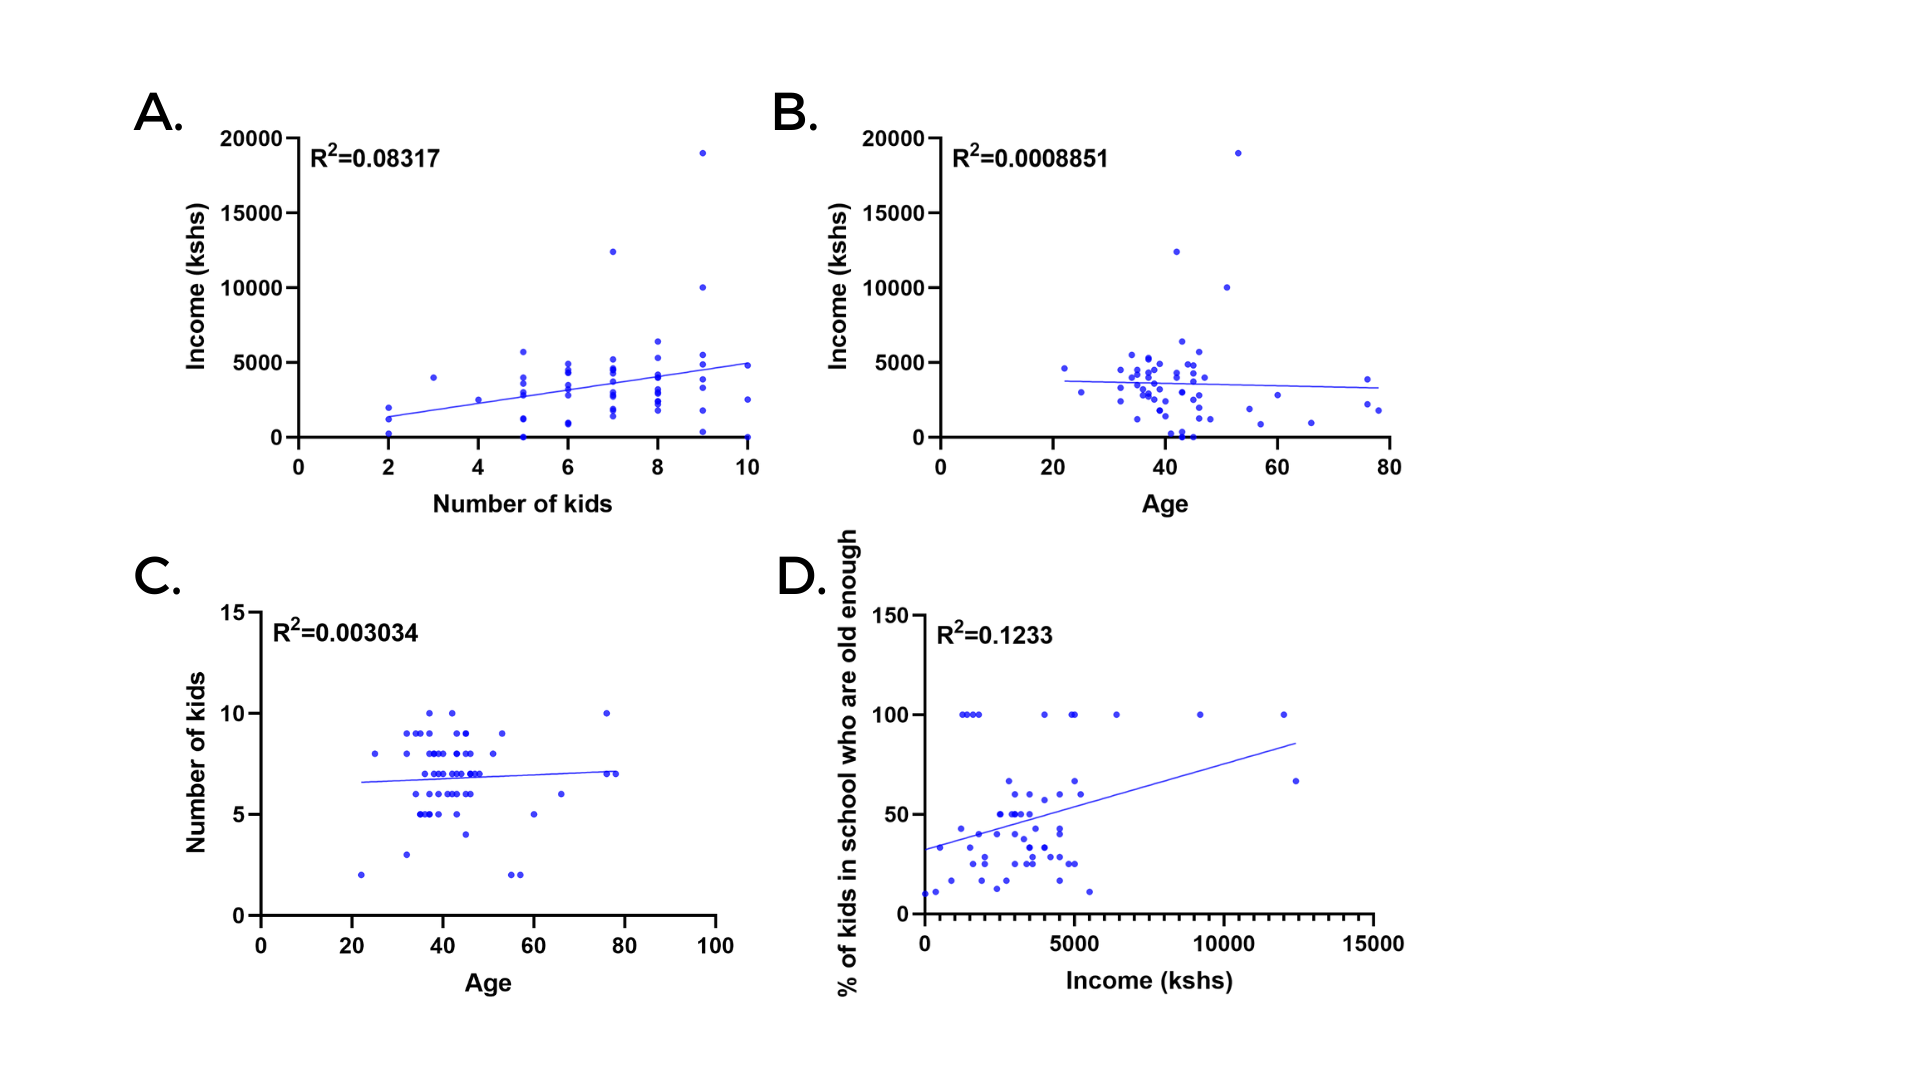 A.
R²=0.08317
20000
15000
10000
5000
0
Income (kshs)
0 2 4 6 8 10
Number of kids
B.
R²=0.0008851
20000
15000
10000
5000
0
Income (kshs)
0 20 40 60 80
Age
C.
R²=0.003034
15
10
5
0
Number of kids
0 20 40 60 80 100
Age
D.
R²=0.1233
150
100
50
0
% of kids in school who are old enough
0 5000 10000 15000
Income (kshs)